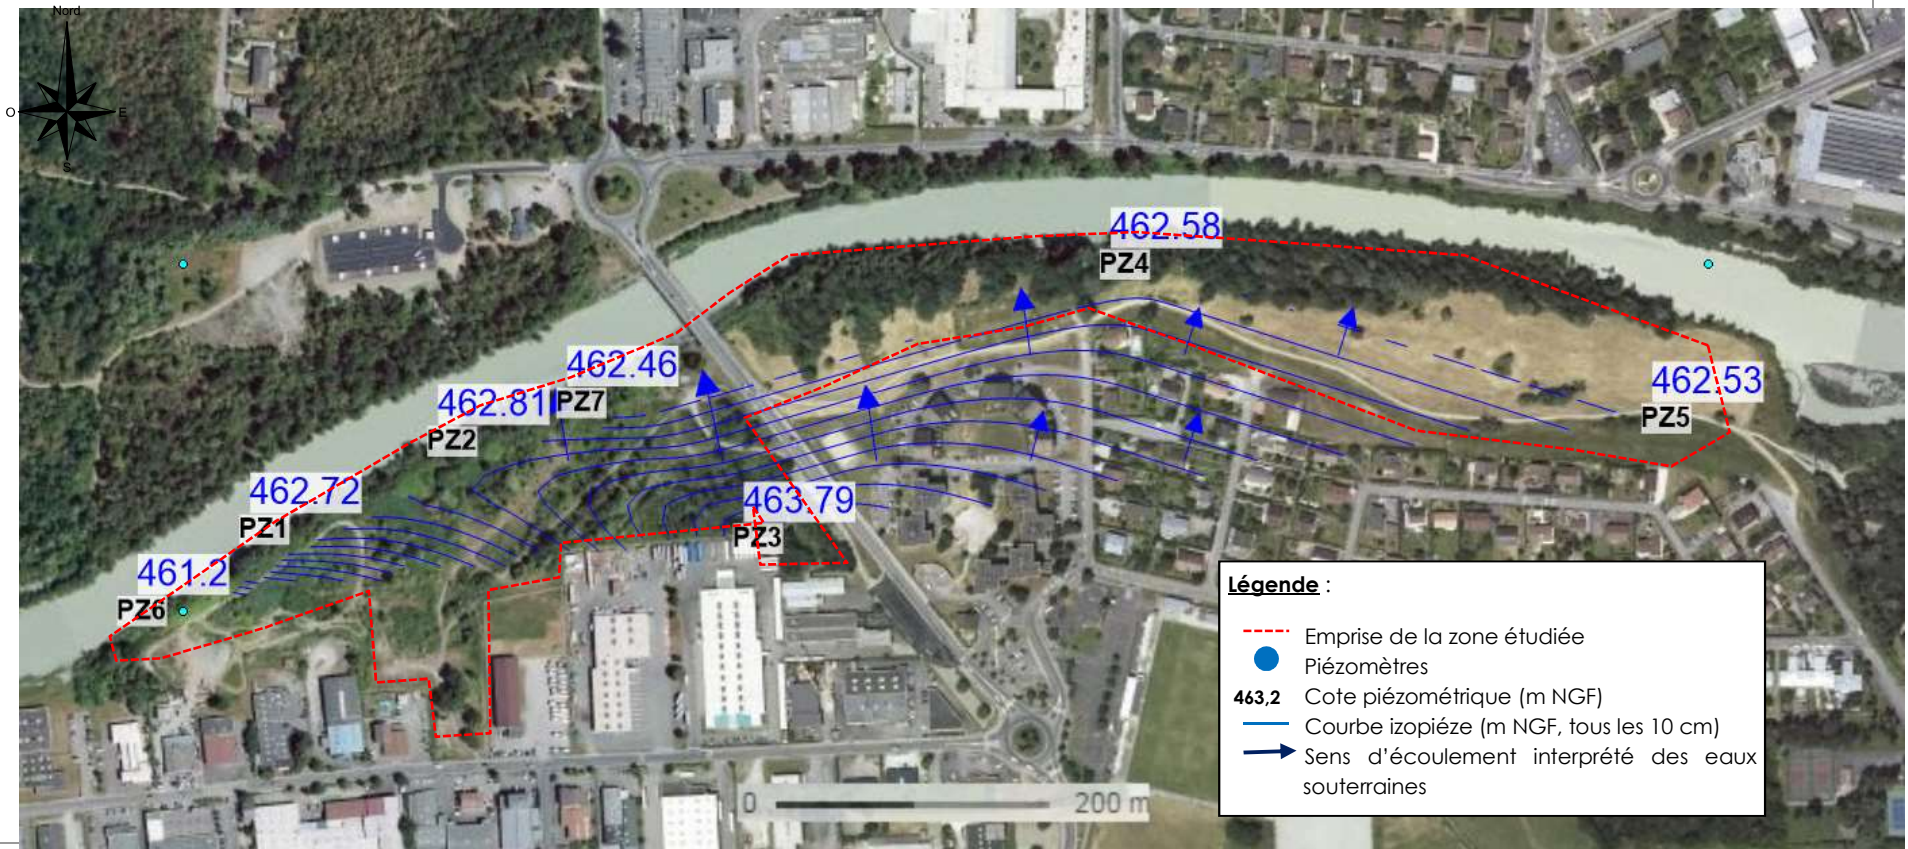 Nord
O
E
S
462.58
PZ4
462.46
PZ7
462.81
PZ2
462.53
PZ5
462.72
PZ1
463.79
PZ3
461.2
PZ6
Légende :
Emprise de la zone étudiée
Piézomètres
463,2 Cote piézométrique (m NGF)
Courbe izopiéze (m NGF, tous les 10 cm)
Sens d'écoulement interprété des eaux
souterraines
0 200 m